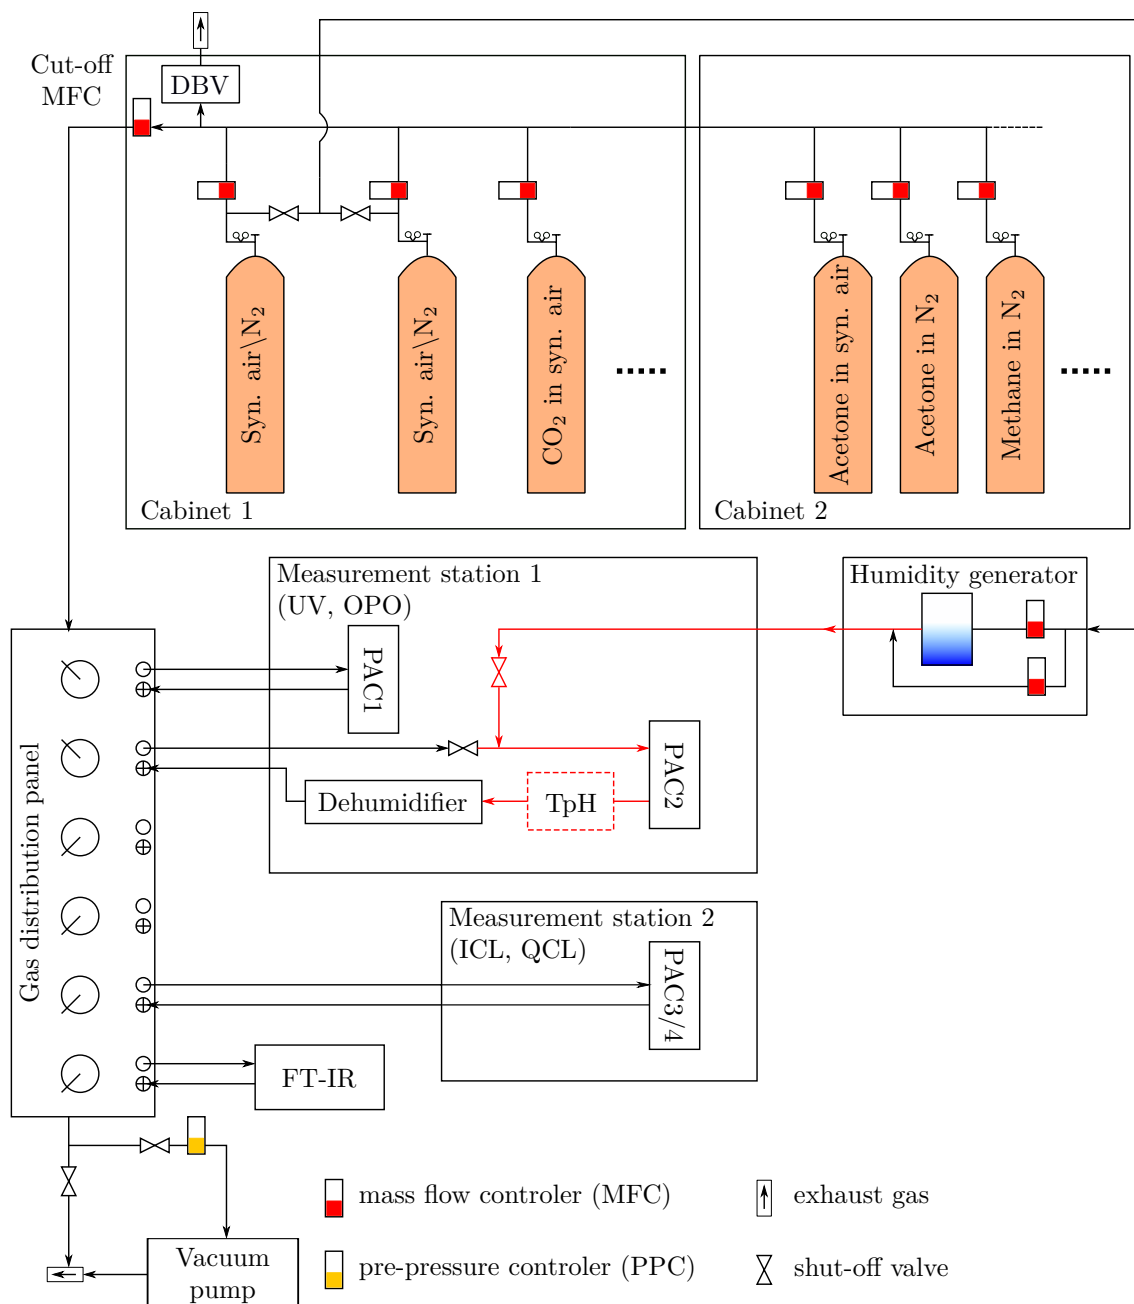 Cut-off
MFC
DBV
Syn. air\N2
Syn. air\N2
CO2 in syn. air
Cabinet 1
Acetone in syn. air
Acetone in N2
Methane in N2
Cabinet 2
Measurement station 1
(UV, OPO)
PAC1
PAC2
Dehumidifier
TpH
Humidity generator
Gas distribution panel
Measurement station 2
(ICL, QCL)
PAC3/4
FT-IR
Vacuum
pump
mass flow controler (MFC)
pre-pressure controler (PPC)
exhaust gas
shut-off valve